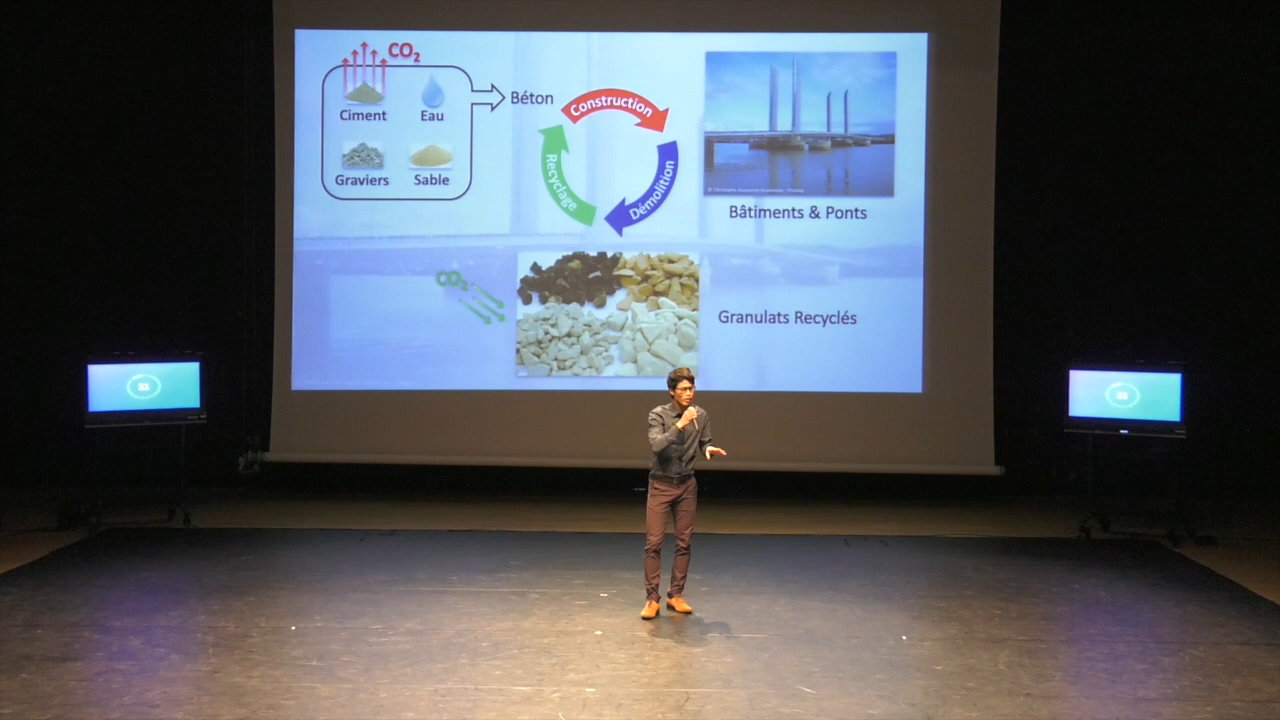 CO₂
Ciment
Eau
Graviers
Sable
Béton
Construction
Démolition
Recyclage
Bâtiments & Ponts
CO₂
Granulats Recyclés